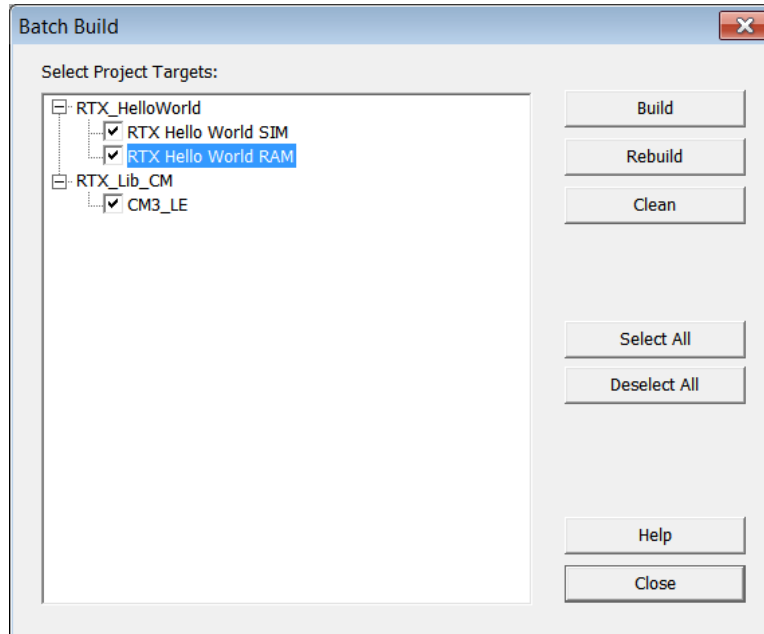 Batch Build
Select Project Targets:
RTX_HelloWorld
RTX Hello World SIM
RTX Hello World RAM
RTX_Lib_CM
CM3_LE
Build
Rebuild
Clean
Select All
Deselect All
Help
Close